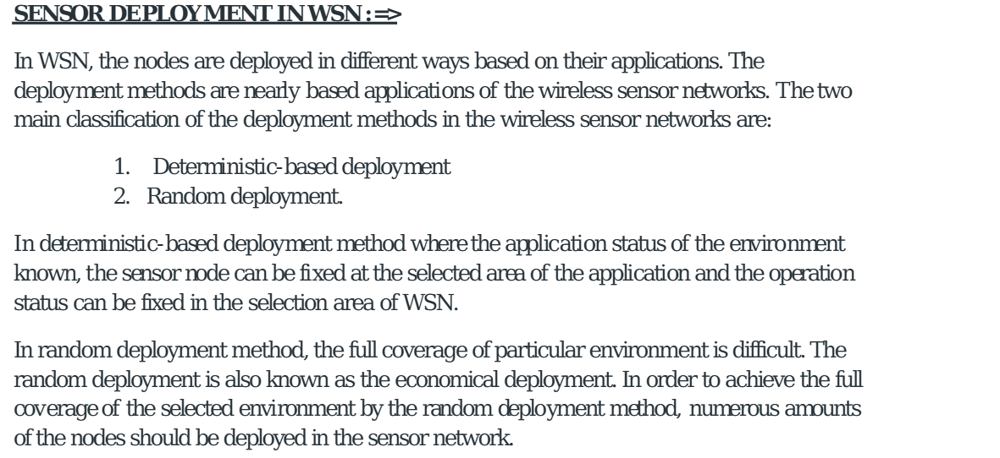 SENSOR DEPLOYMENT IN WSN : =>
In WSN, the nodes are deployed in different ways based on their applications. The
deployment methods are nearly based applications of the wireless sensor networks. The two
main classification of the deployment methods in the wireless sensor networks are:
1. Deterministic-based deployment
2. Random deployment.
In deterministic-based deployment method where the application status of the environment
known, the sensor node can be fixed at the selected area of the application and the operation
status can be fixed in the selection area of WSN.
In random deployment method, the full coverage of particular environment is difficult. The
random deployment is also known as the economical deployment. In order to achieve the full
coverage of the selected environment by the random deployment method, numerous amounts
of the nodes should be deployed in the sensor network.